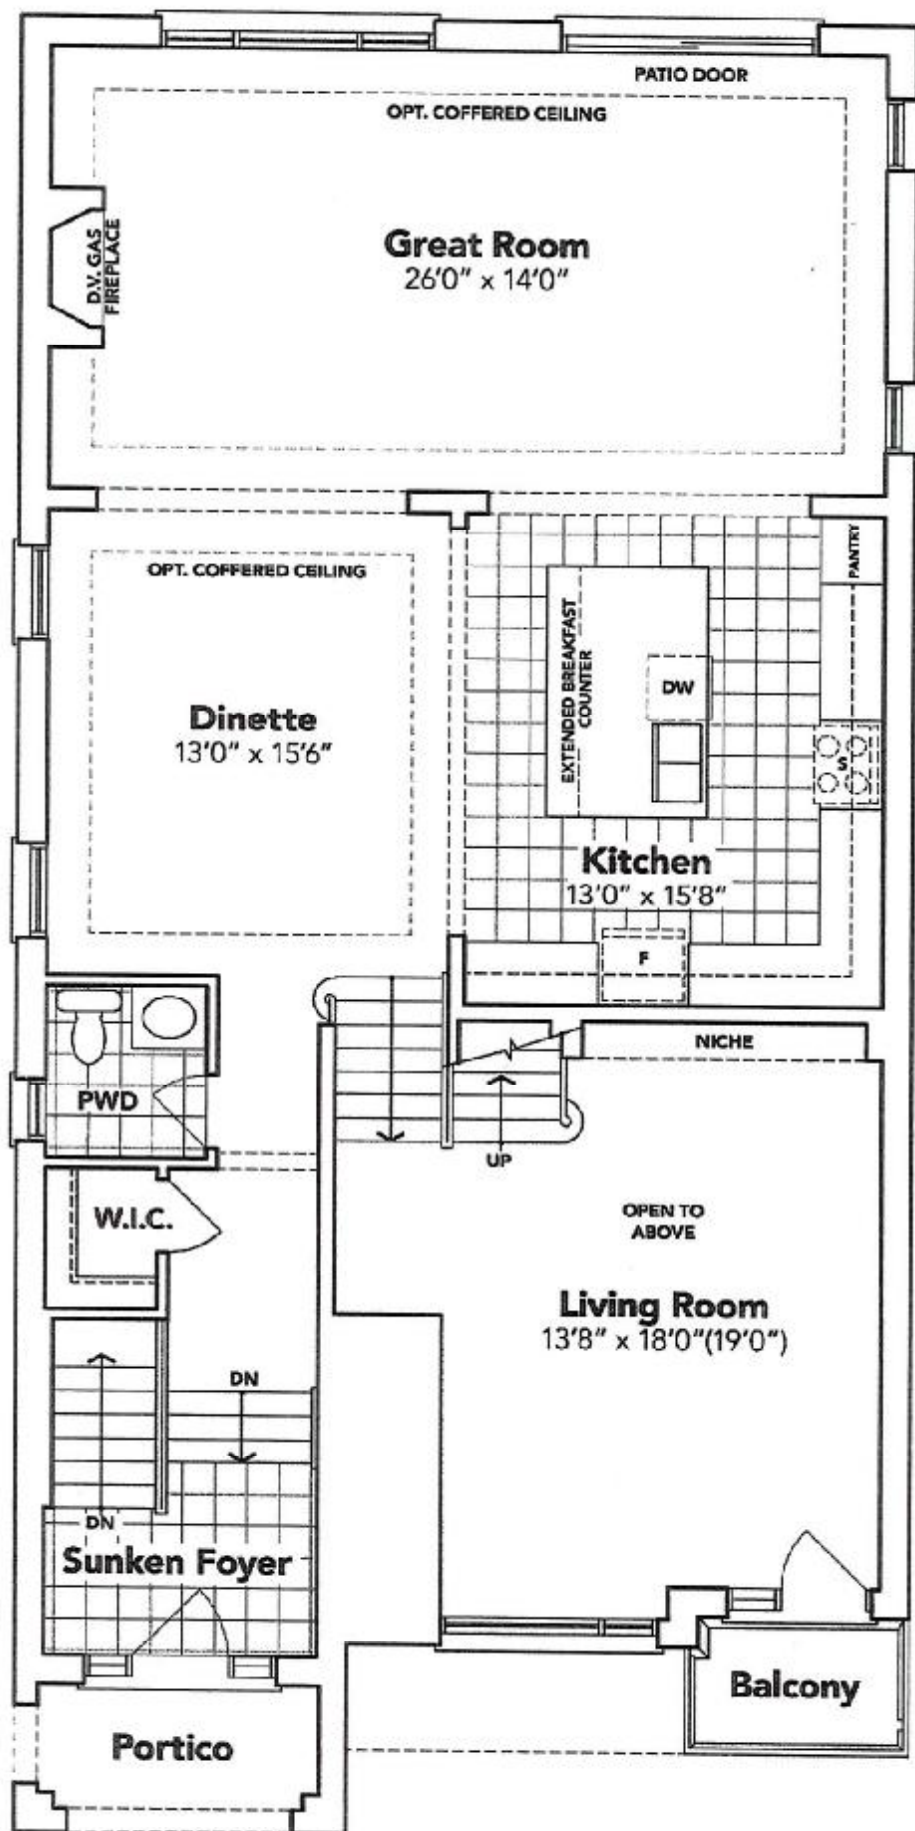 PATIO DOOR
OPT. COFFERED CEILING
Great Room
26'0" x 14'0"
D.V. GAS
FIREPLACE
OPT. COFFERED CEILING
Dinette
13'0" x 15'6"
EXTENDED BREAKFAST
COUNTER
DW
PANTRY
S
Kitchen
13'0" x 15'8"
F
NICHE
PWD
UP
W.I.C.
OPEN TO
ABOVE
Living Room
13'8" x 18'0"(19'0")
DN
DN
Sunken Foyer
Balcony
Portico